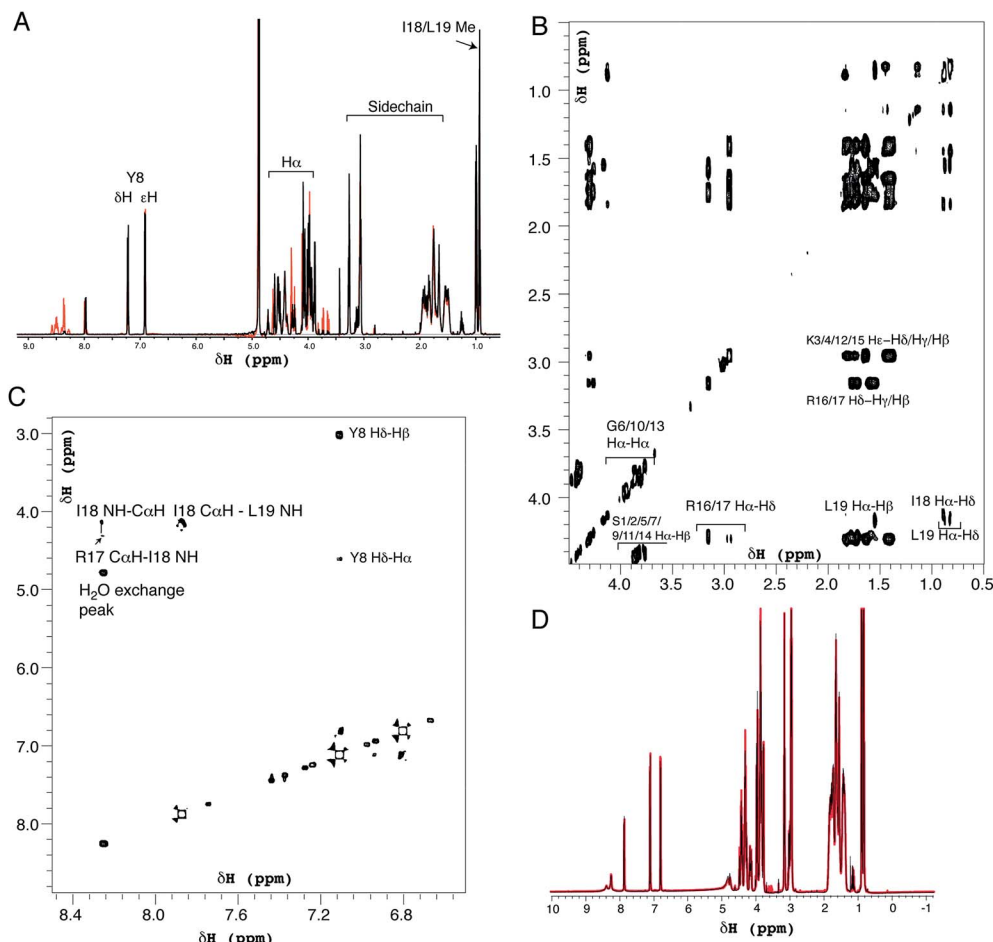 A
I18/L19 Me
Sidechain
Hα
Y8
δH εH
9.0 8.0 7.0 6.0 5.0 4.0 3.0 2.0 1.0
δH (ppm)
B
δH (ppm)
1.0
1.5
2.0
2.5
3.0
3.5
4.0
K3/4/12/15 Hε–Hδ/Hγ/Hβ
R16/17 Hδ–Hγ/Hβ
G6/10/13
Hα-Hα
R16/17 Hα-Hδ
L19 Hα-Hβ
I18 Hα-Hδ
L19 Hα-Hδ
S1/2/5/7/
9/11/14 Hα-Hβ
δH (ppm)
4.0 3.5 3.0 2.5 2.0 1.5 1.0 0.5
C
δH (ppm)
3.0
4.0
5.0
6.0
7.0
8.0
Y8 Hδ-Hβ
I18 NH-CαH I18 CαH - L19 NH
R17 CαH-I18 NH
Y8 Hδ-Hα
H2O exchange
peak
δH (ppm)
8.4 8.0 7.6 7.2 6.8
δH (ppm)
D
10 9 8 7 6 5 4 3 2 1 0 -1
δH (ppm)